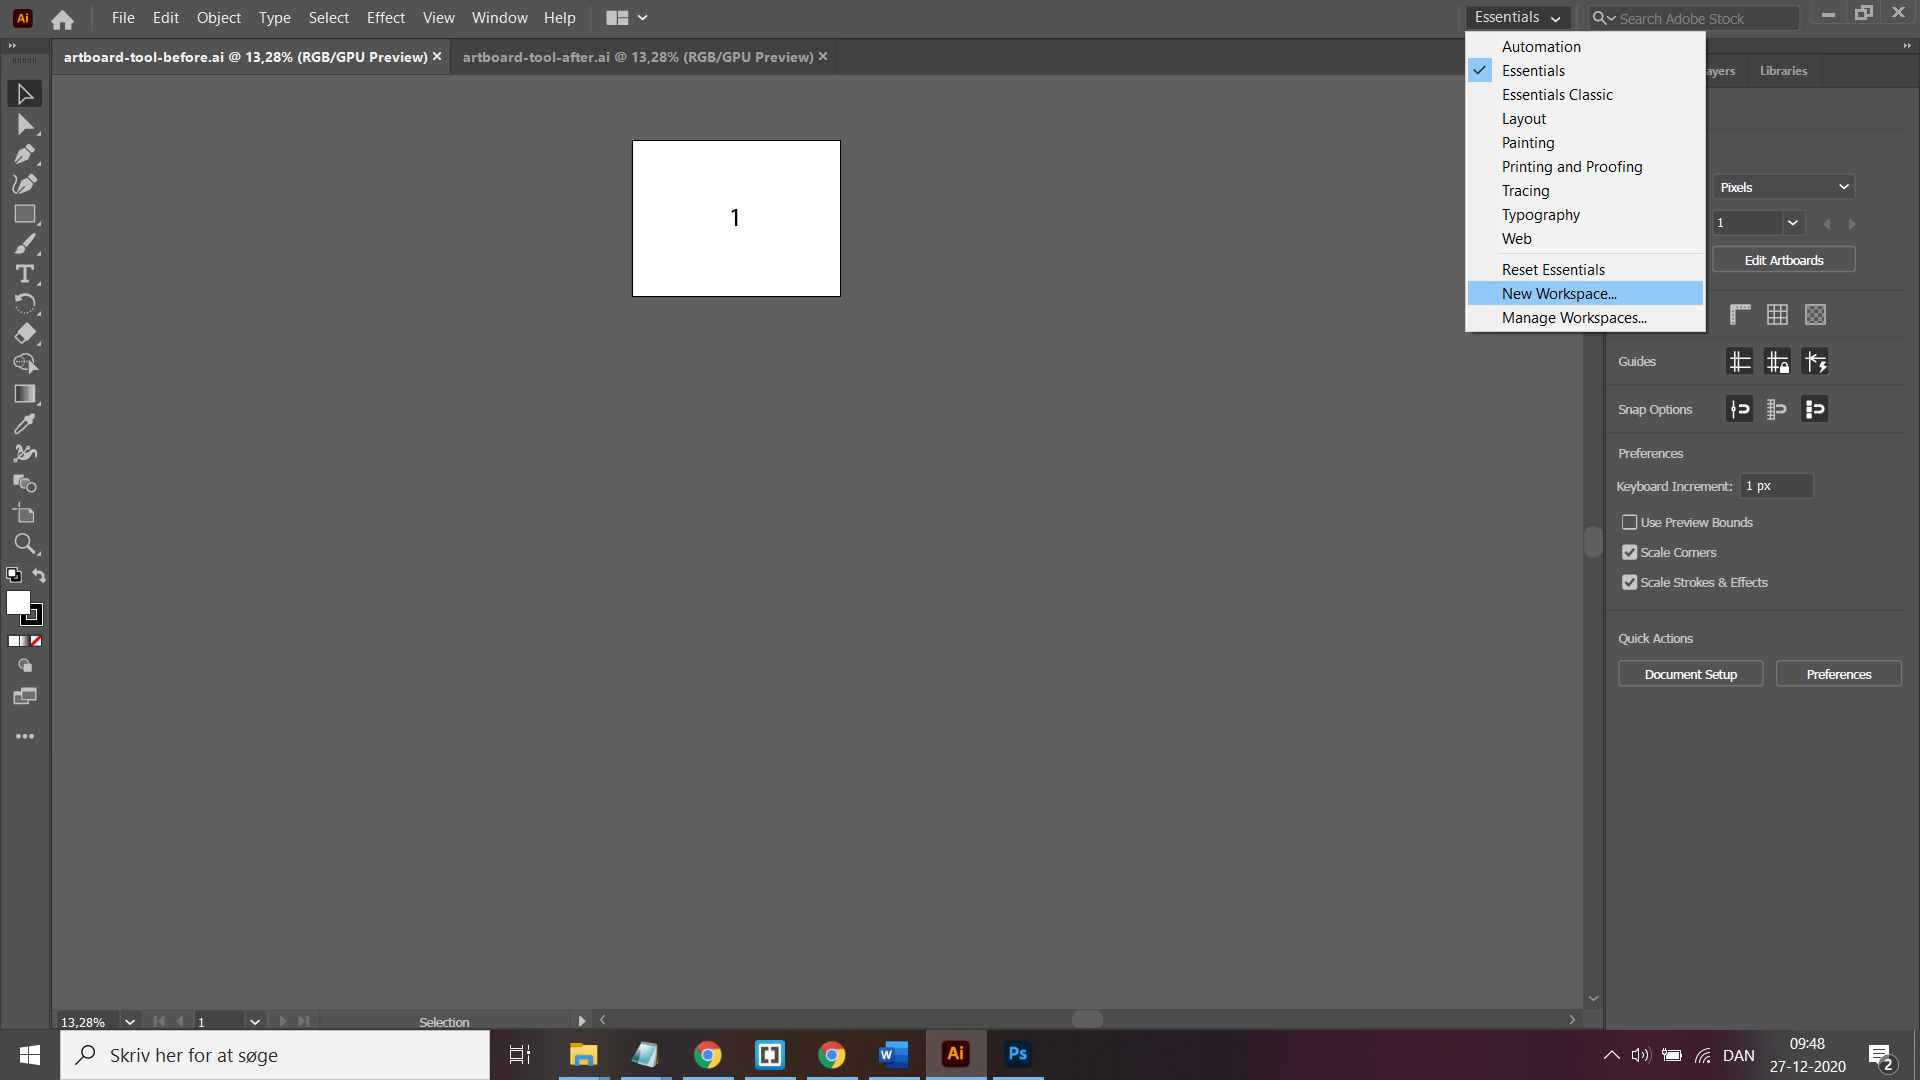 Ai File Edit Object Type Select Effect View Window Help Essentials Search Adobe Stock
artboard-tool-before.ai @ 13,28% (RGB/GPU Preview) × artboard-tool-after.ai @ 13,28% (RGB/GPU Preview) ×
Automation
Essentials
Essentials Classic
Layout
Painting
Printing and Proofing
Tracing
Typography
Web
Reset Essentials
New Workspace...
Manage Workspaces...
ayers Libraries
1
Pixels
1
Edit Artboards
Guides
Snap Options
Preferences
Keyboard Increment: 1 px
Use Preview Bounds
Scale Corners
Scale Strokes & Effects
Quick Actions
Document Setup Preferences
13,28% 1 Selection
Skriv her for at søge
W Ai Ps
DAN
09:48
27-12-2020
2